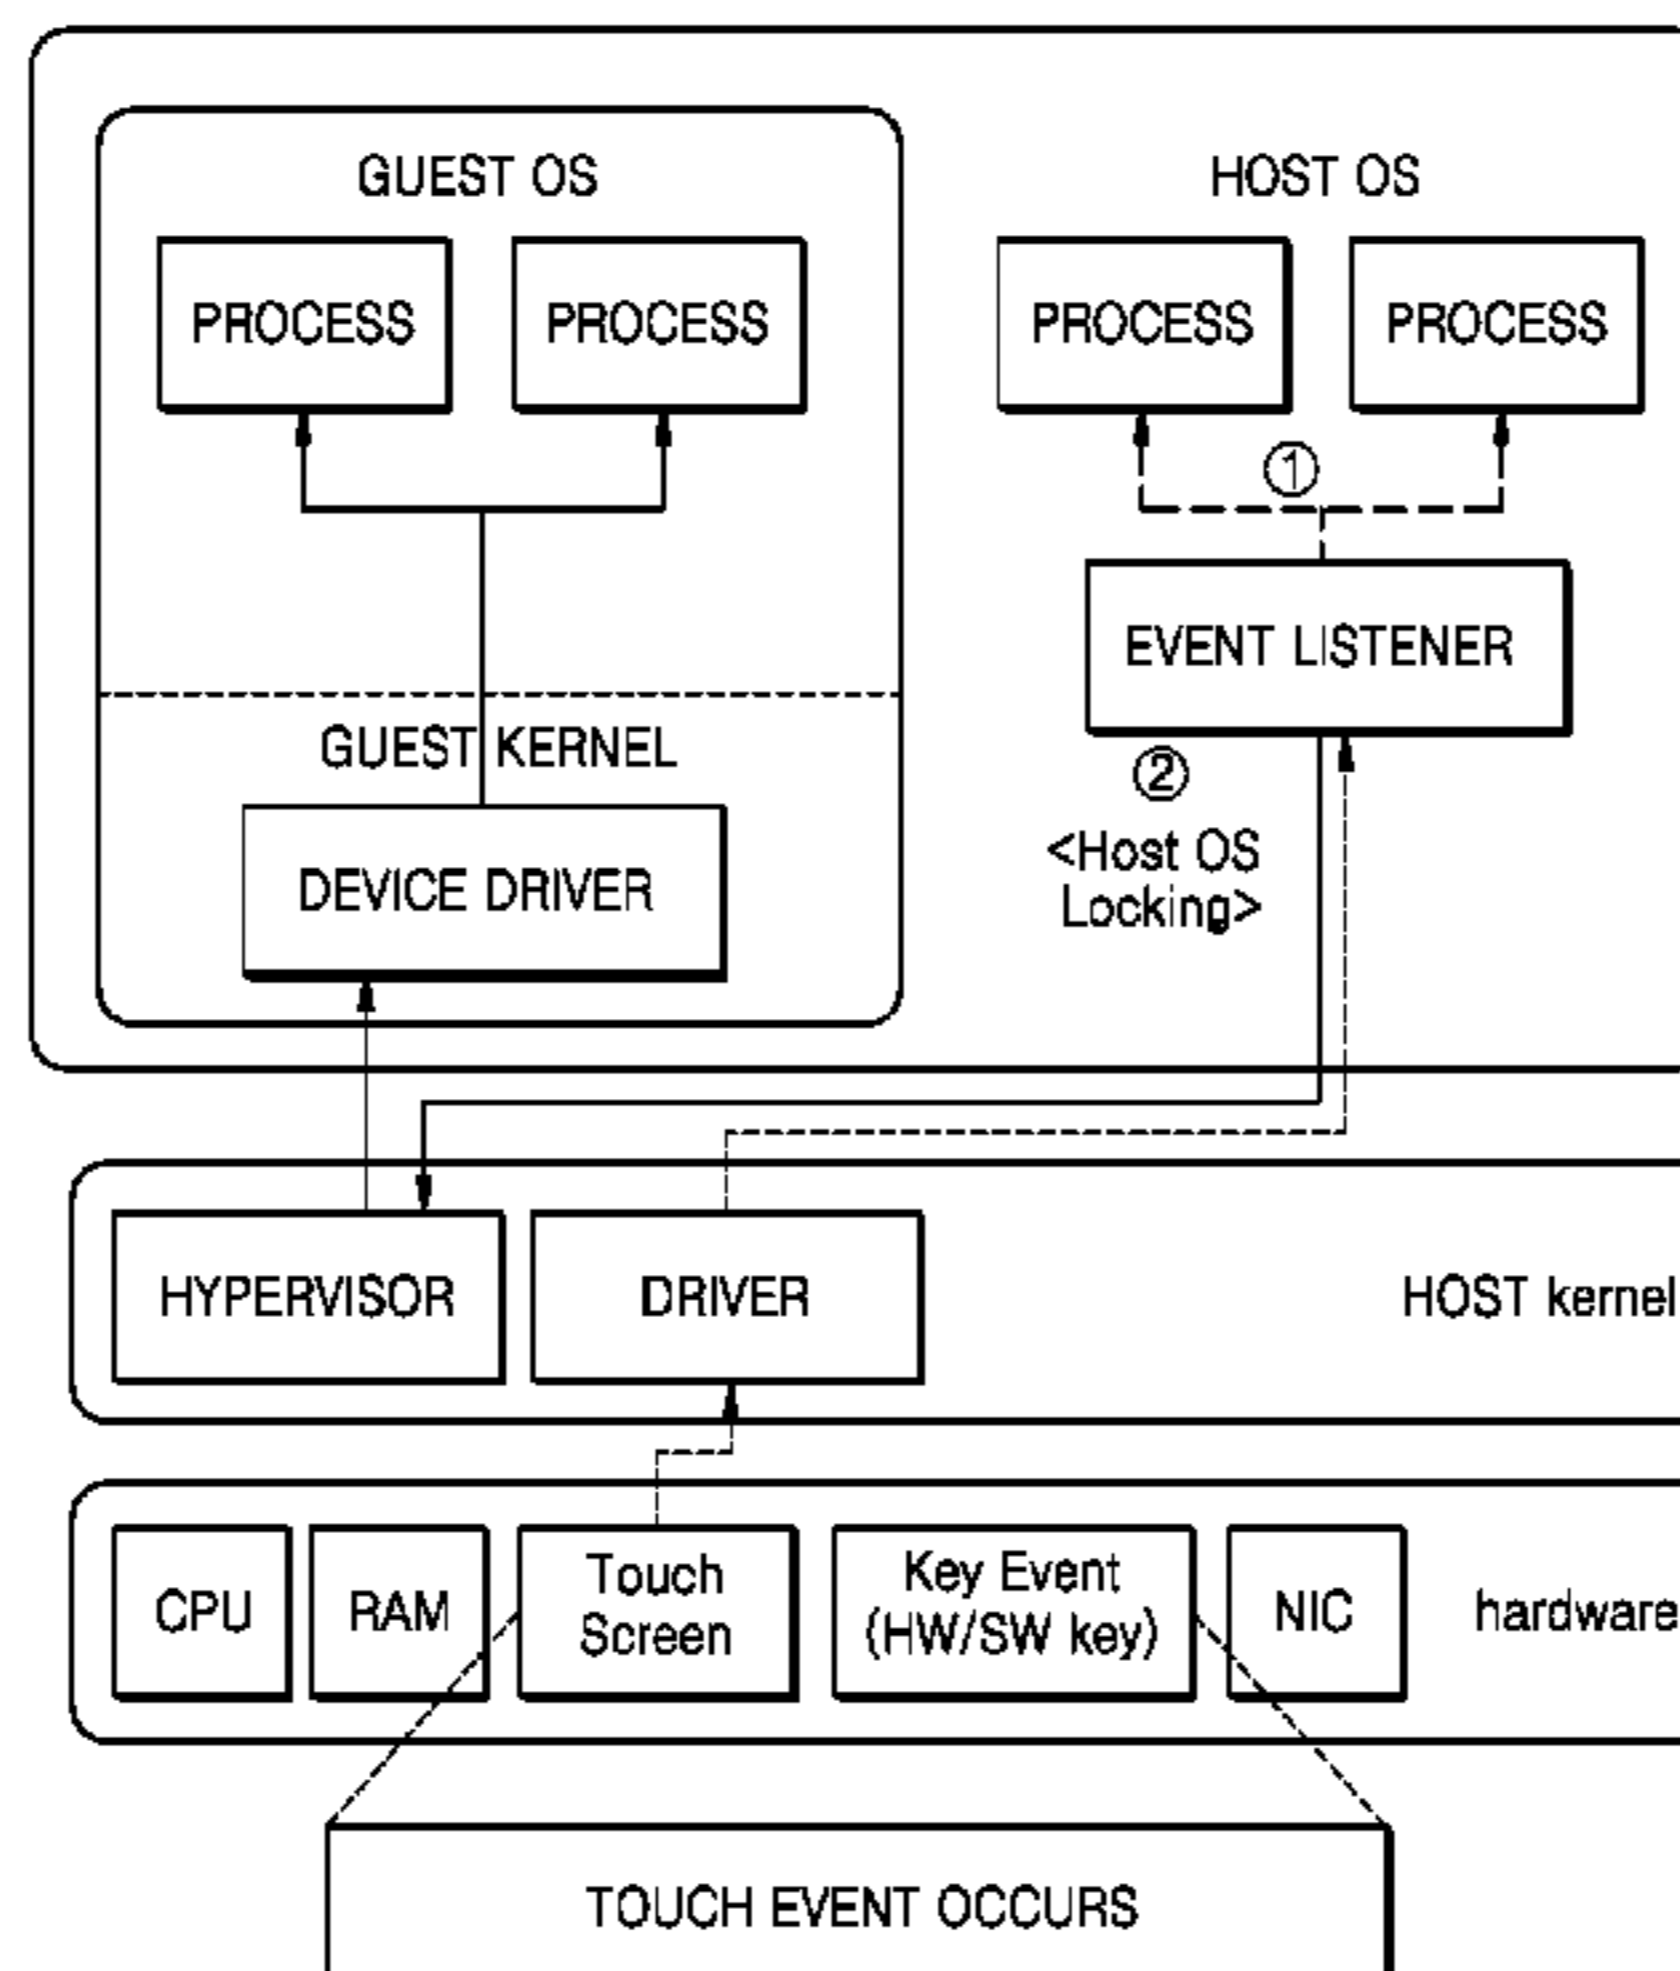 GUEST OS
HOST OS
PROCESS
PROCESS
PROCESS
PROCESS
①
EVENT LISTENER
GUEST KERNEL
②
<Host OS
Locking>
DEVICE DRIVER
HYPERVISOR
DRIVER
HOST kernel
CPU
RAM
Touch
Screen
Key Event
(HW/SW key)
NIC
hardware
TOUCH EVENT OCCURS